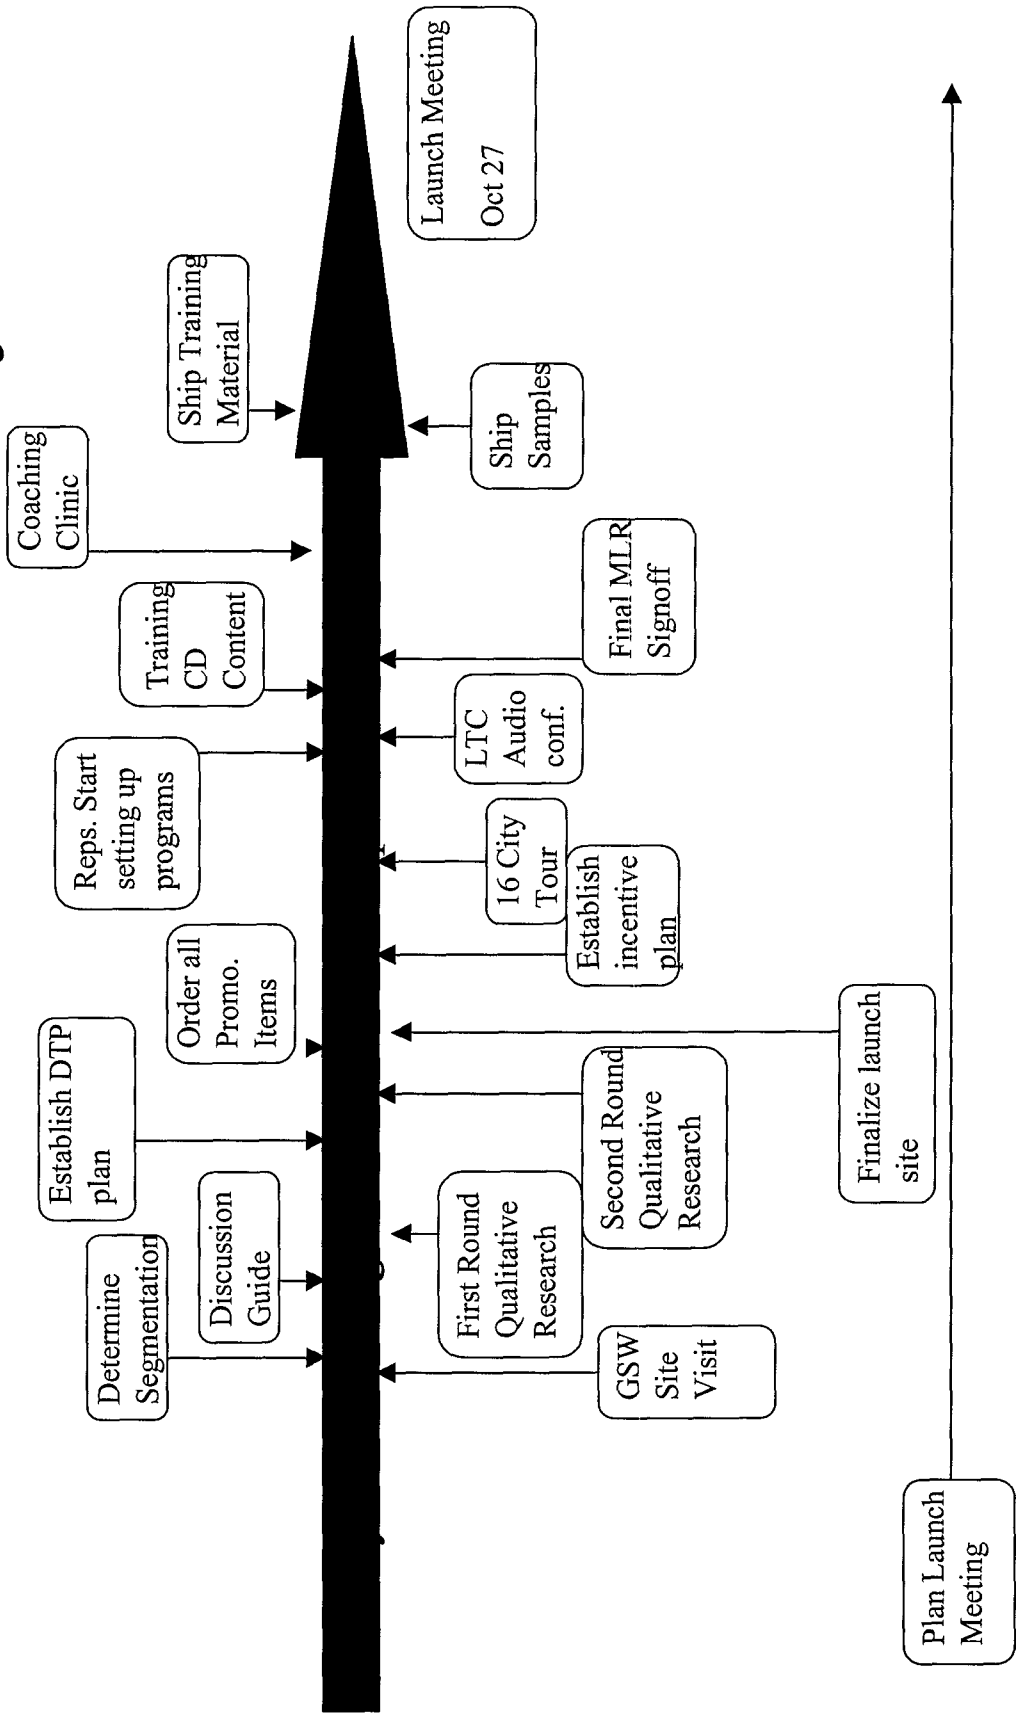 Determine
Segmentation
Discussion
Guide
Establish DTP
plan
Order all
Promo.
Items
Reps. Start
setting up
programs
Training
CD
Content
Coaching
Clinic
Ship Training
Material
GSW
Site
Visit
First Round
Qualitative
Research
Second Round
Qualitative
Research
Finalize launch
site
Establish
incentive
plan
16 City
Tour
LTC
Audio
conf.
Final MLR
Signoff
Ship
Samples
Launch Meeting
Oct 27
Plan Launch
Meeting